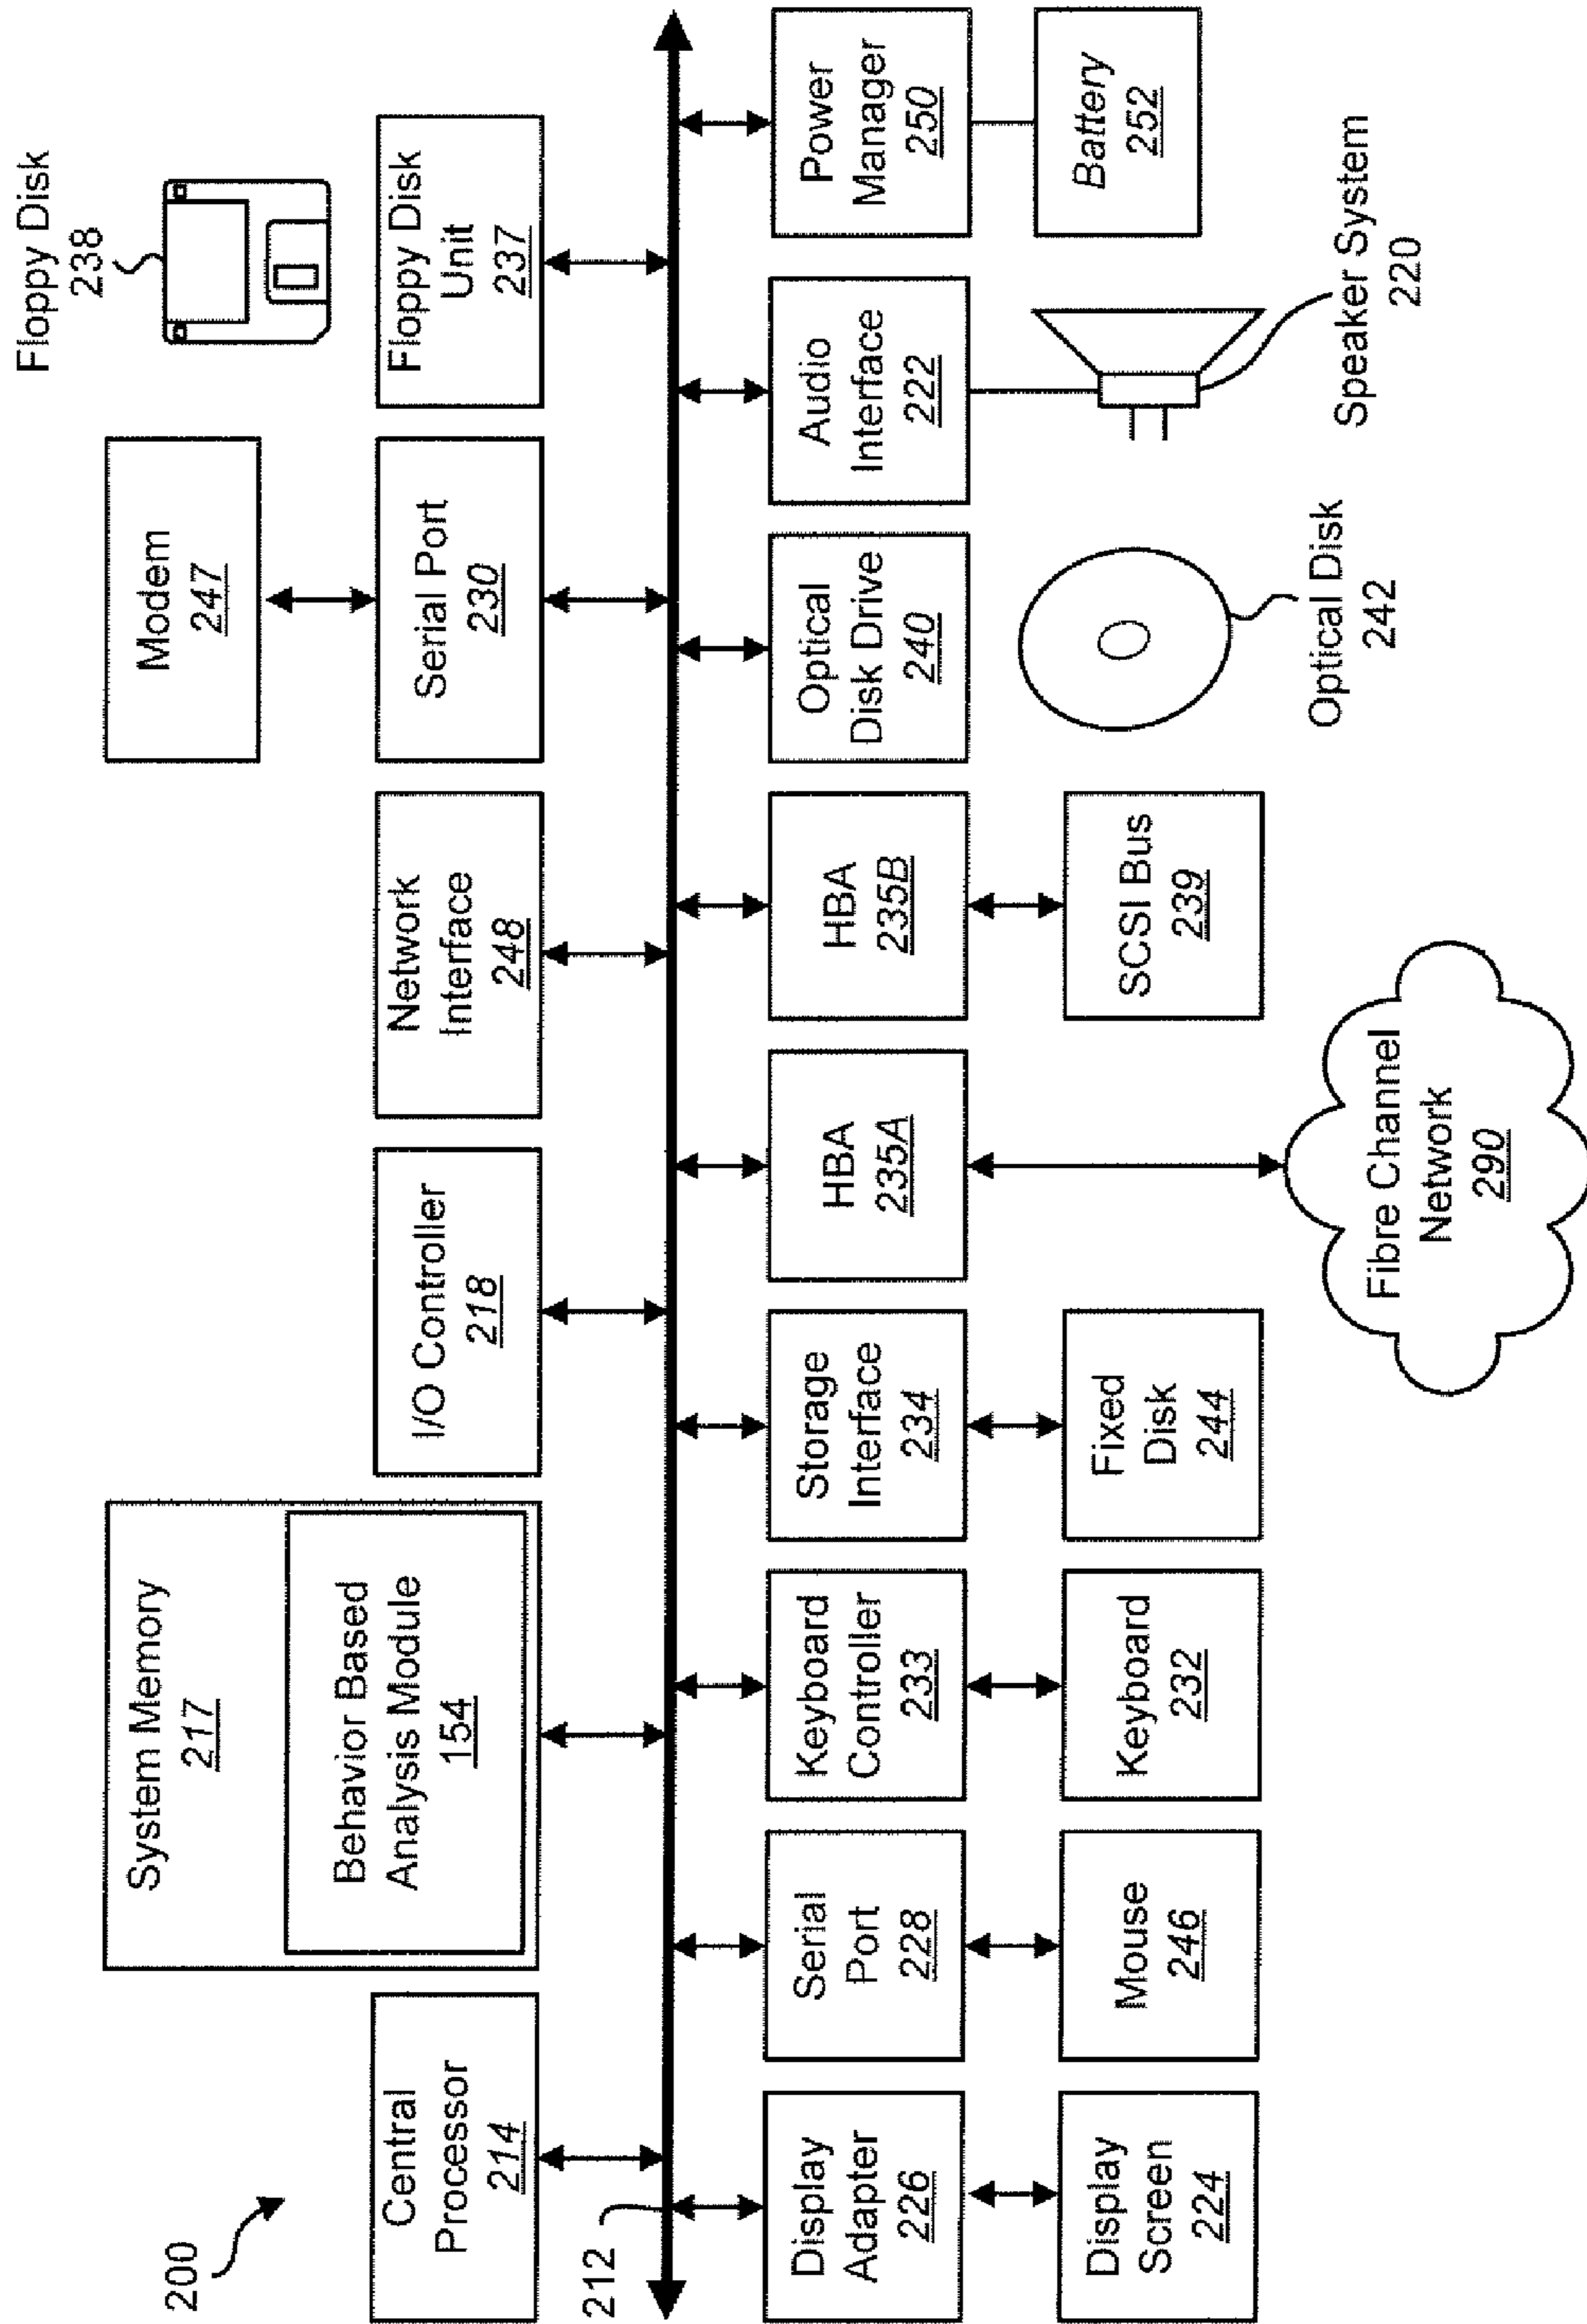 200
Central
Processor
214
System Memory
217
Behavior Based
Analysis Module
154
I/O Controller
218
Network
Interface
248
Modem
247
Serial Port
230
Floppy Disk
238
Floppy Disk
Unit
237
212
Display
Adapter
226
Serial
Port
228
Keyboard
Controller
233
Storage
Interface
234
HBA
235A
HBA
235B
Optical
Disk Drive
240
Audio
Interface
222
Power
Manager
250
Display
Screen
224
Mouse
246
Keyboard
232
Fixed
Disk
244
Fibre Channel
Network
290
SCSI Bus
239
Optical Disk
242
Speaker System
220
Battery
252